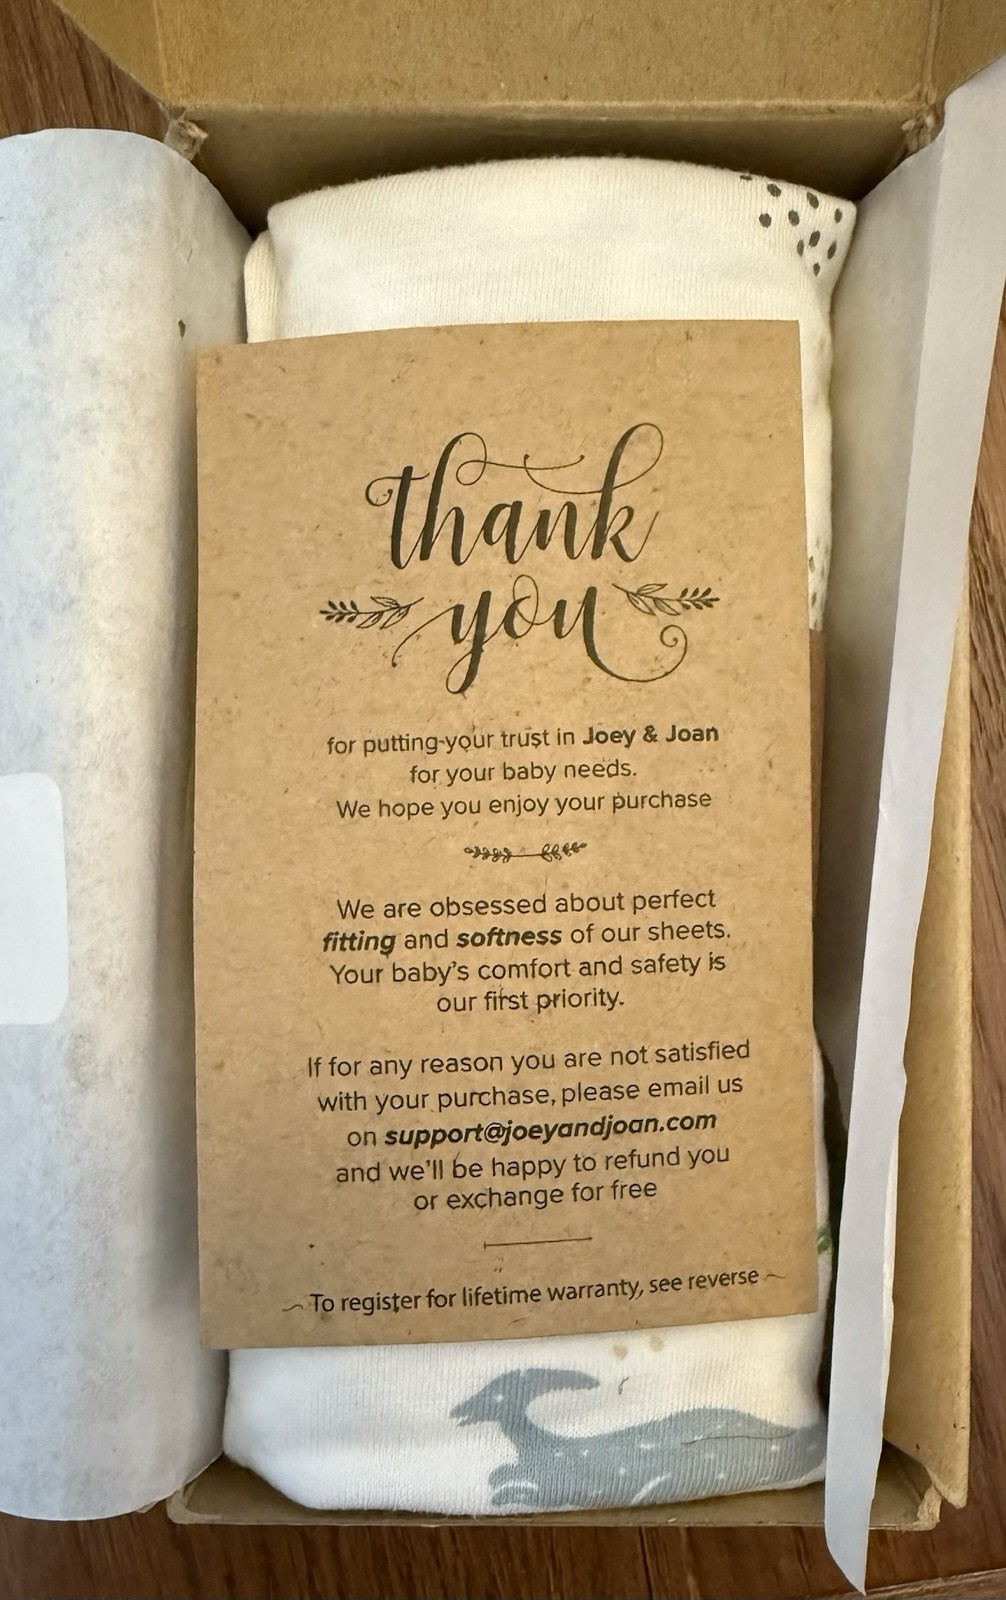 thank
you
for putting your trust in Joey & Joan
for your baby needs.
We hope you enjoy your purchase
We are obsessed about perfect
fitting and softness of our sheets.
Your baby's comfort and safety is
our first priority.
If for any reason you are not satisfied
with your purchase, please email us
on support@joeyandjoan.com
and we'll be happy to refund you
or exchange for free
To register for lifetime warranty, see reverse